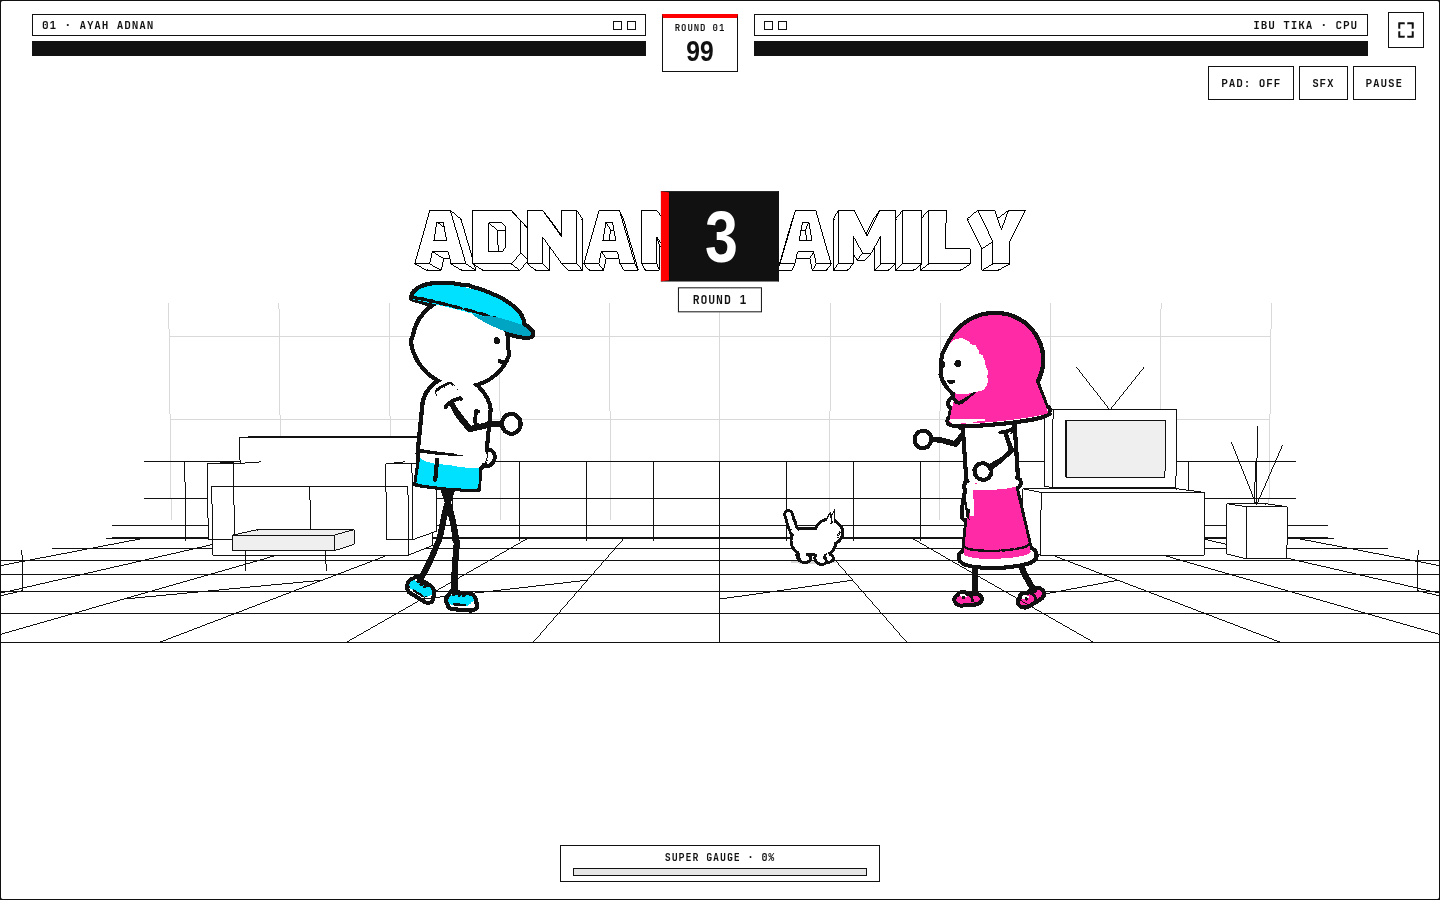 01 · AYAH ADNAN
ROUND 01
99
IBU TIKA · CPU
PAD: OFF
SFX
PAUSE
ADNAN
AMILY
3
ROUND 1
SUPER GAUGE · 0%